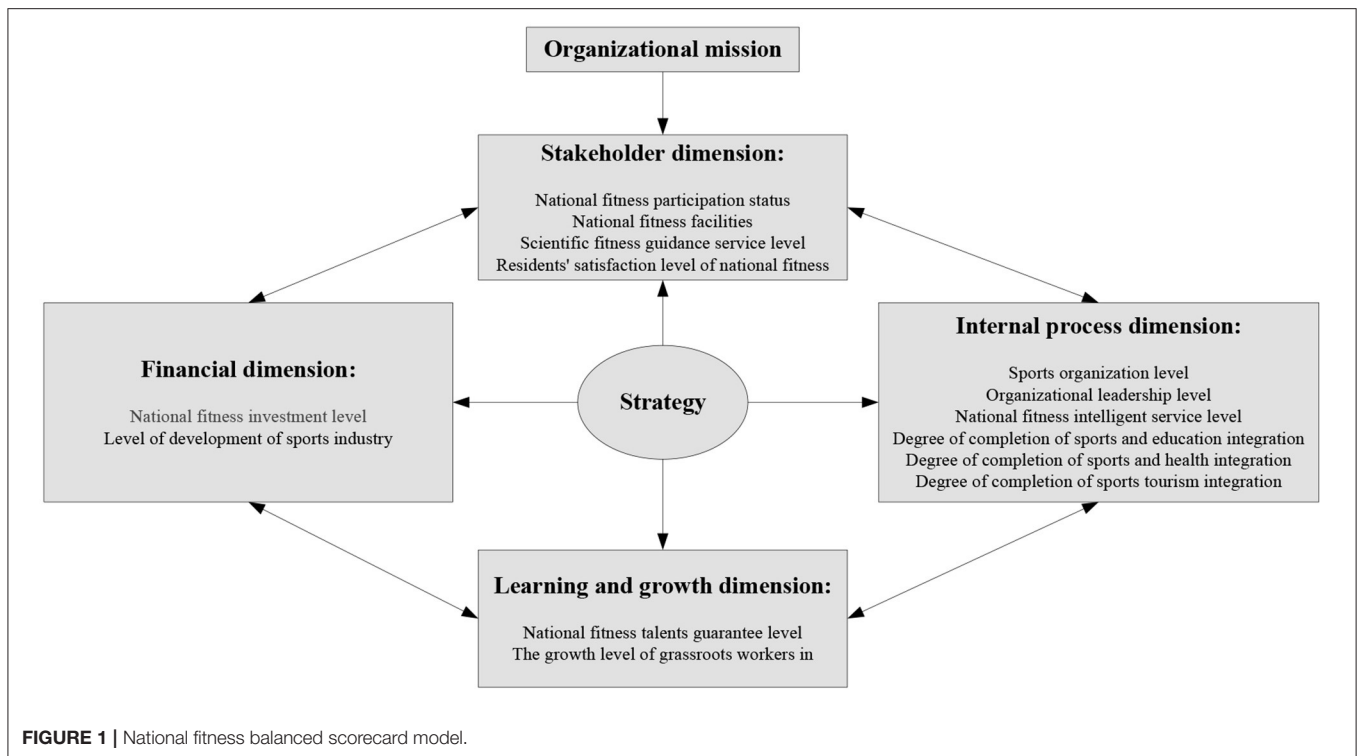 Organizational mission
Stakeholder dimension:
National fitness participation status
National fitness facilities
Scientific fitness guidance service level
Residents' satisfaction level of national fitness
Financial dimension:
National fitness investment level
Level of development of sports industry
Strategy
Internal process dimension:
Sports organization level
Organizational leadership level
National fitness intelligent service level
Degree of completion of sports and education integration
Degree of completion of sports and health integration
Degree of completion of sports tourism integration
Learning and growth dimension:
National fitness talents guarantee level
The growth level of grassroots workers in
FIGURE 1 | National fitness balanced scorecard model.